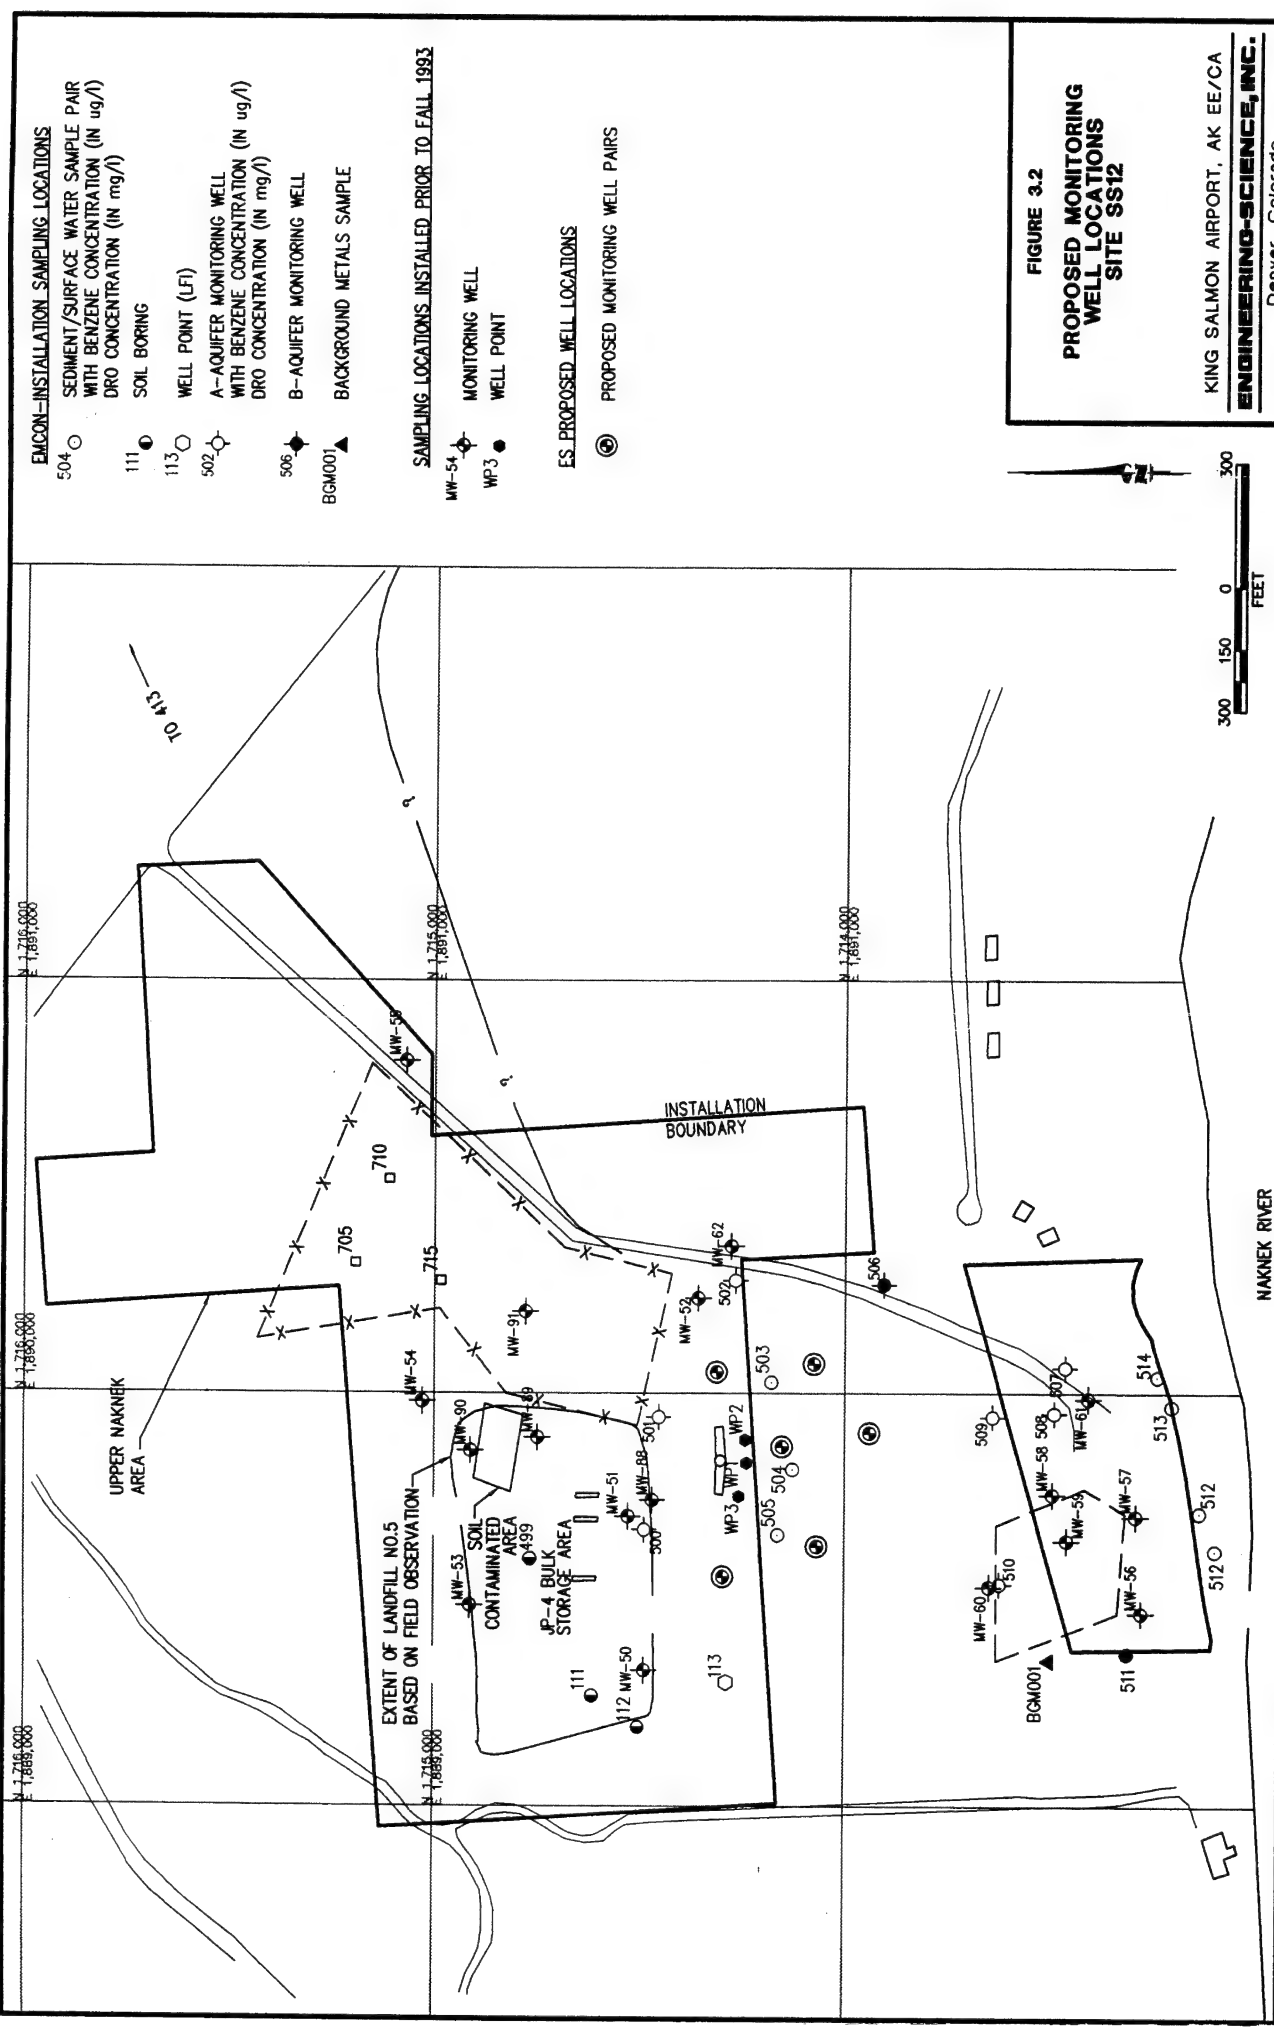 EMCON-INSTALLATION SAMPLING LOCATIONS
504
SEDIMENT/SURFACE WATER SAMPLE PAIR
WITH BENZENE CONCENTRATION (IN ug/l)
DRO CONCENTRATION (IN mg/l)
111
SOIL BORING
113
WELL POINT (LFI)
502
A-AQUIFER MONITORING WELL
WITH BENZENE CONCENTRATION (IN ug/l)
DRO CONCENTRATION (IN mg/l)
506
B-AQUIFER MONITORING WELL
BGM001
BACKGROUND METALS SAMPLE
SAMPLING LOCATIONS INSTALLED PRIOR TO FALL 1993
MW-54
MONITORING WELL
WP3
WELL POINT
ES PROPOSED WELL LOCATIONS
PROPOSED MONITORING WELL PAIRS
FIGURE 3.2
PROPOSED MONITORING
WELL LOCATIONS
SITE SS12
KING SALMON AIRPORT, AK EE/CA
ENGINEERING-SCIENCE, INC.
Denver, Colorado
N
300 150 0 300
FEET
TO 413
N 1,716,000
E 1,891,000
N 1,715,000
E 1,891,000
N 1,714,000
E 1,891,000
N 1,716,000
E 1,890,000
N 1,716,000
E 1,889,000
N 1,715,000
E 1,889,000
?
?
MW-55
INSTALLATION
BOUNDARY
710
705
715
UPPER NAKNEK
AREA
MW-62
502
506
MW-52
MW-91
MW-54
MW-90
MW-89
501
503
WP2
WP1
WP3
504
505
EXTENT OF LANDFILL NO.5
BASED ON FIELD OBSERVATION
SOIL
CONTAMINATED
AREA
499
MW-51
MW-88
500
MW-53
JP-4 BULK
STORAGE AREA
MW-50
111
112
113
507
508
509
MW-61
514
513
MW-58
MW-59
MW-57
512
512
510
MW-60
MW-56
BGM001
511
NAKNEK RIVER